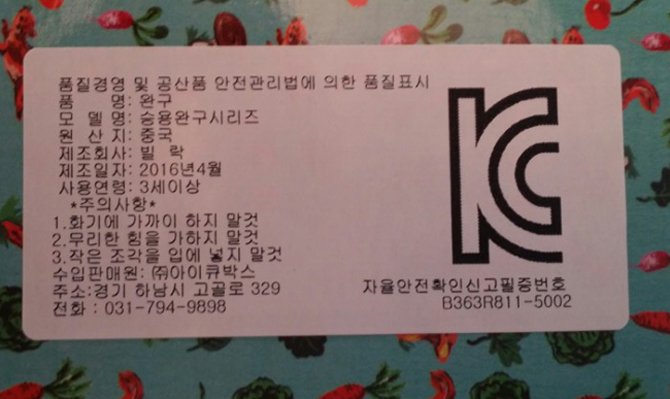 품질경영 및 공산품 안전관리법에 의한 품질표시
품 명: 완구
모 델 명: 승용완구시리즈
원 산 지: 중국
제조회사: 빌 락
제조일자: 2016년4월
사용연령: 3세이상
*주의사항*
1.화기에 가까이 하지 말것
2.무리한 힘을 가하지 말것
3.작은 조각을 입에 넣지 말것
수입판매원: ㈜아이큐박스
주소:경기 하남시 고골로 329
전화 : 031-794-9898
KC
자율안전확인신고필증번호
B363R811-5002